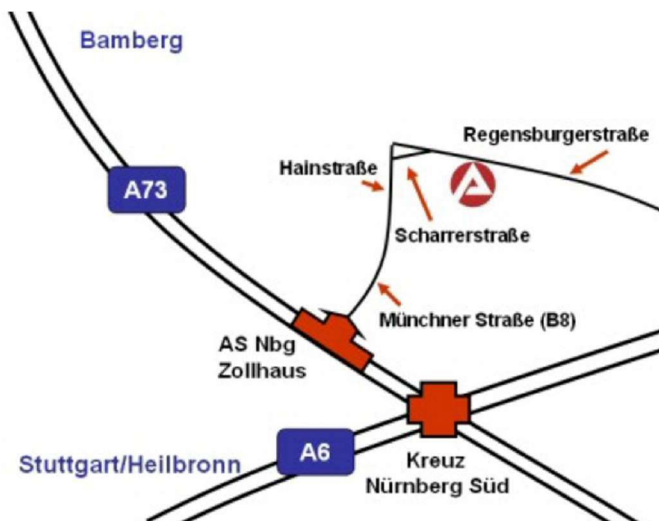 Bamberg
Regensburgerstraße
Hainstraße
A73
Scharrerstraße
Münchner Straße (B8)
AS Nbg
Zollhaus
A6
Stuttgart/Heilbronn
Kreuz
Nürnberg Süd